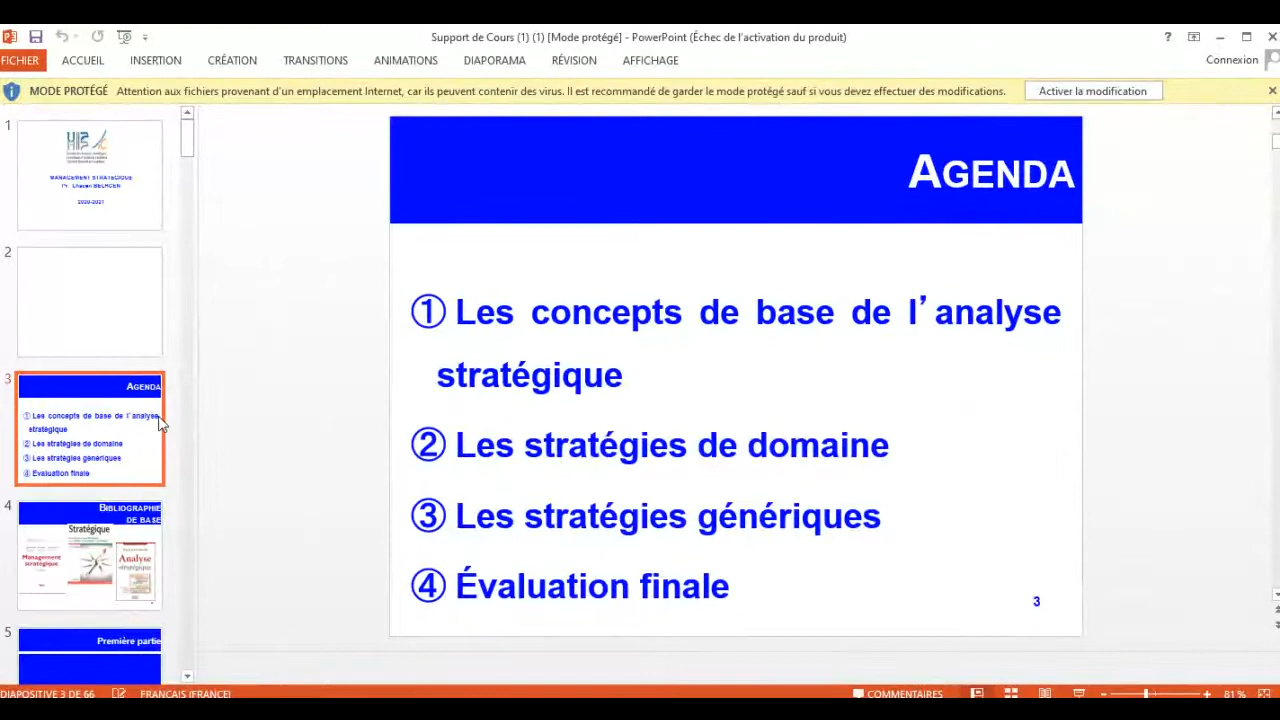 Support de Cours (1) (1) [Mode protégé] - PowerPoint (Échec de l'activation du produit)
?
FICHIER ACCUEIL INSERTION CRÉATION TRANSITIONS ANIMATIONS DIAPORAMA RÉVISION AFFICHAGE Connexion
MODE PROTÉGÉ Attention aux fichiers provenant d'un emplacement Internet, car ils peuvent contenir des virus. Il est recommandé de garder le mode protégé sauf si vous devez effectuer des modifications. Activer la modification
1
MANAGEMENT STRATEGIQUE
2020-2021
2
3
AGENDA
① Les concepts de base de l'analyse
stratégique
② Les stratégies de domaine
③ Les stratégies génériques
④ Évaluation finale
4
BIBLIOGRAPHIE
DE BASE
Stratégique
Management
stratégique
Analyse
stratégique
5
Première partie
AGENDA
① Les concepts de base de l'analyse
stratégique
② Les stratégies de domaine
③ Les stratégies génériques
④ Évaluation finale
3
DIAPOSITIVE 3 DE 66 FRANÇAIS (FRANCE) COMMENTAIRES 81 %